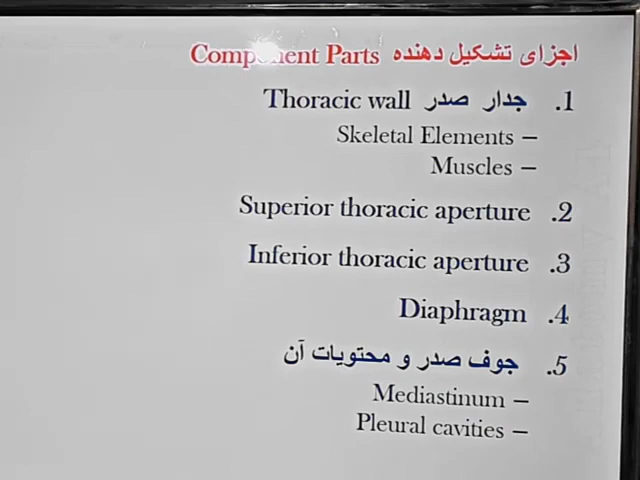 اجزای تشکیل دهنده Component Parts
1. جدار صدر Thoracic wall
– Skeletal Elements
– Muscles
2. Superior thoracic aperture
3. Inferior thoracic aperture
4. Diaphragm
5. جوف صدر و محتویات آن
– Mediastinum
– Pleural cavities